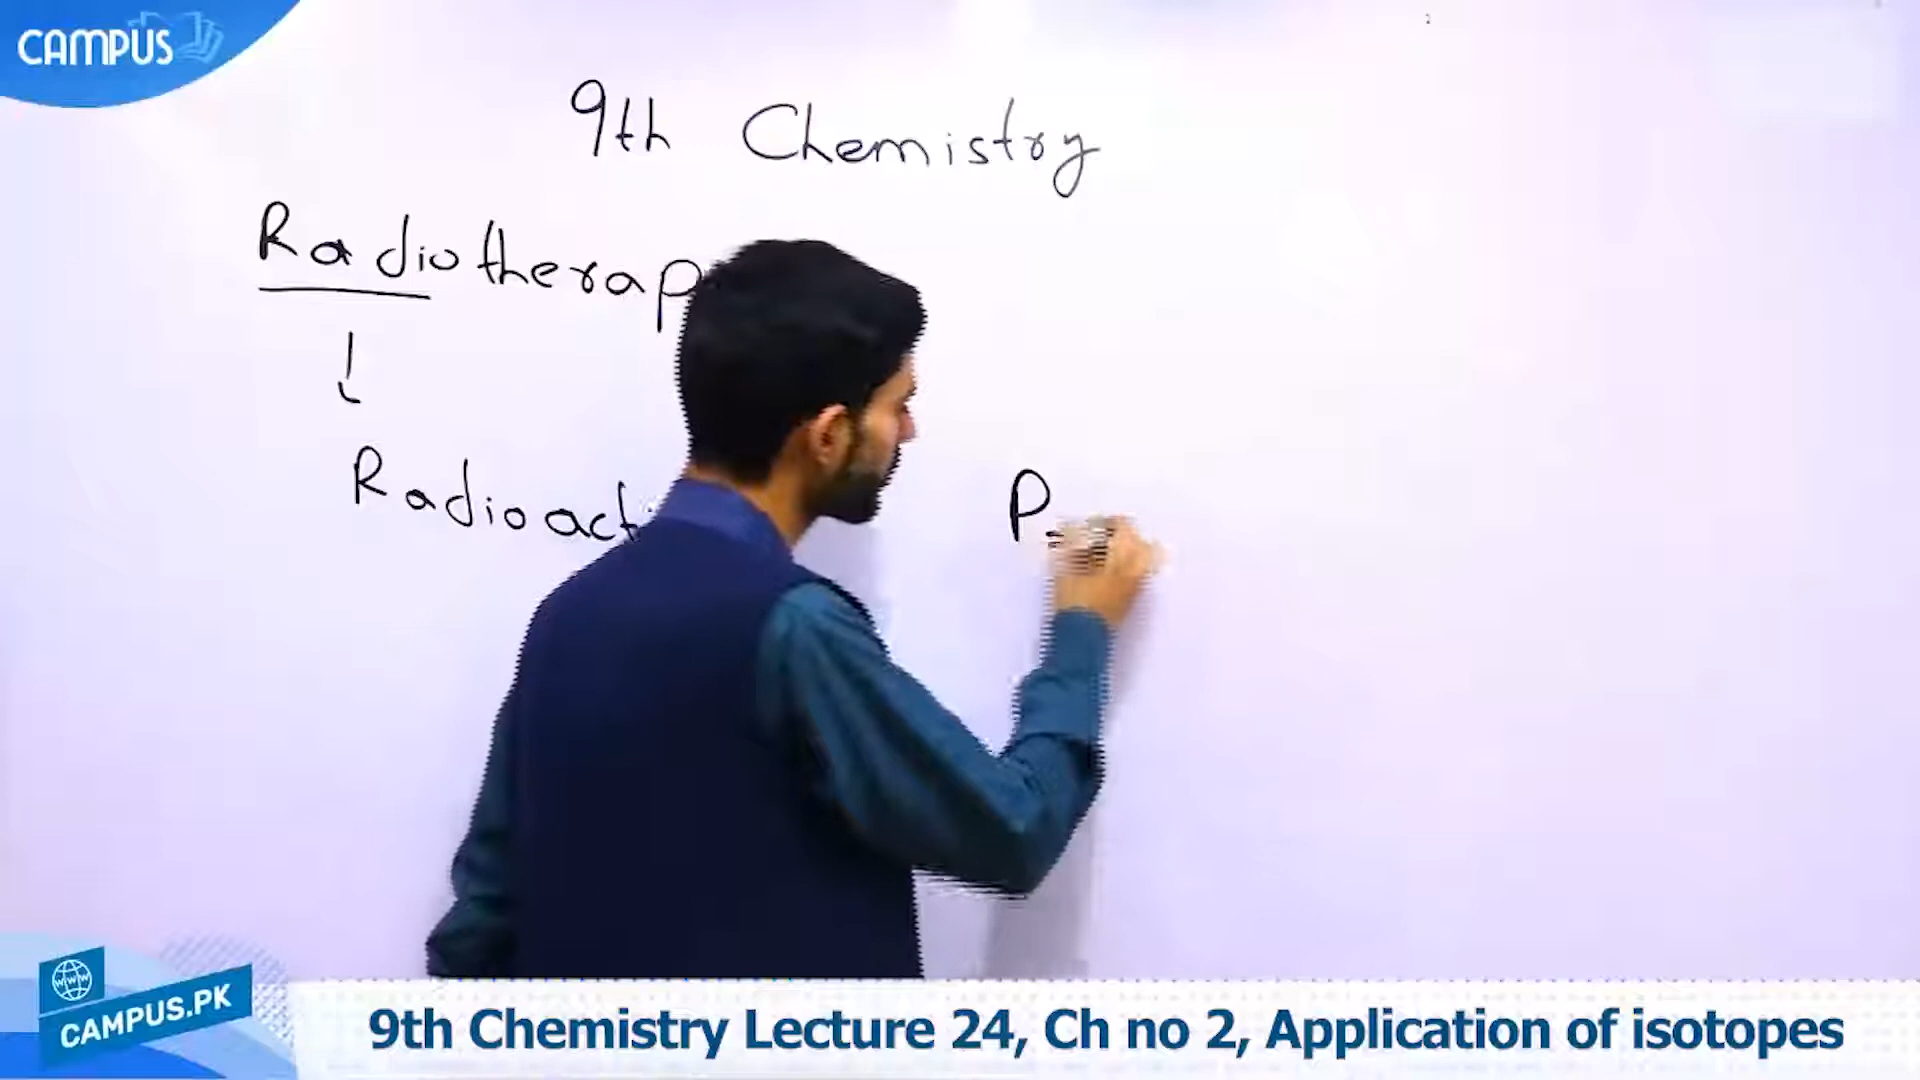 CAMPUS
9th Chemistry
Radiotherap
Radioact
P
CAMPUS.PK
9th Chemistry Lecture 24, Ch no 2, Application of isotopes